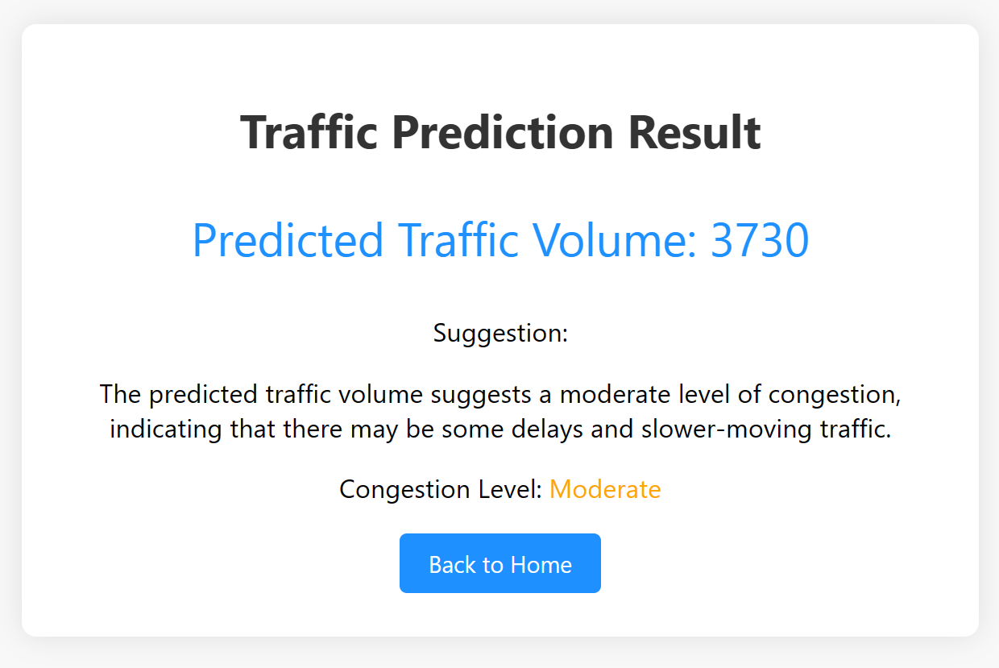 Traffic Prediction Result
Predicted Traffic Volume: 3730
Suggestion:
The predicted traffic volume suggests a moderate level of congestion,
indicating that there may be some delays and slower-moving traffic.
Congestion Level: Moderate
Back to Home